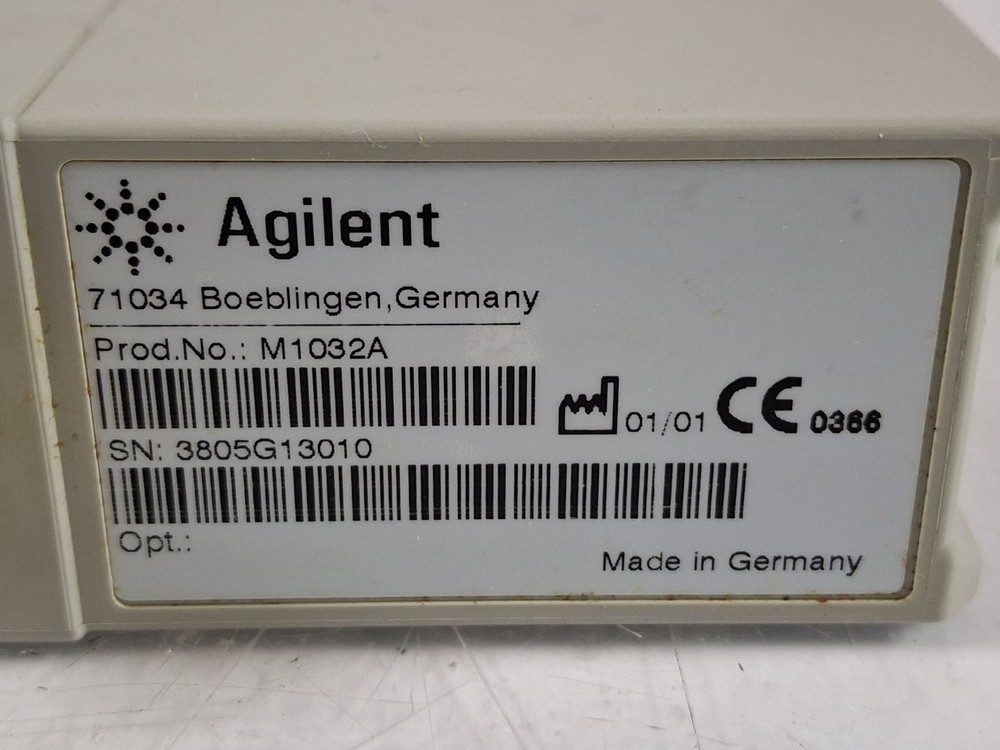 Agilent
71034 Boeblingen,Germany
Prod.No.: M1032A
01/01 CE 0366
SN: 3805G13010
Opt.:
Made in Germany